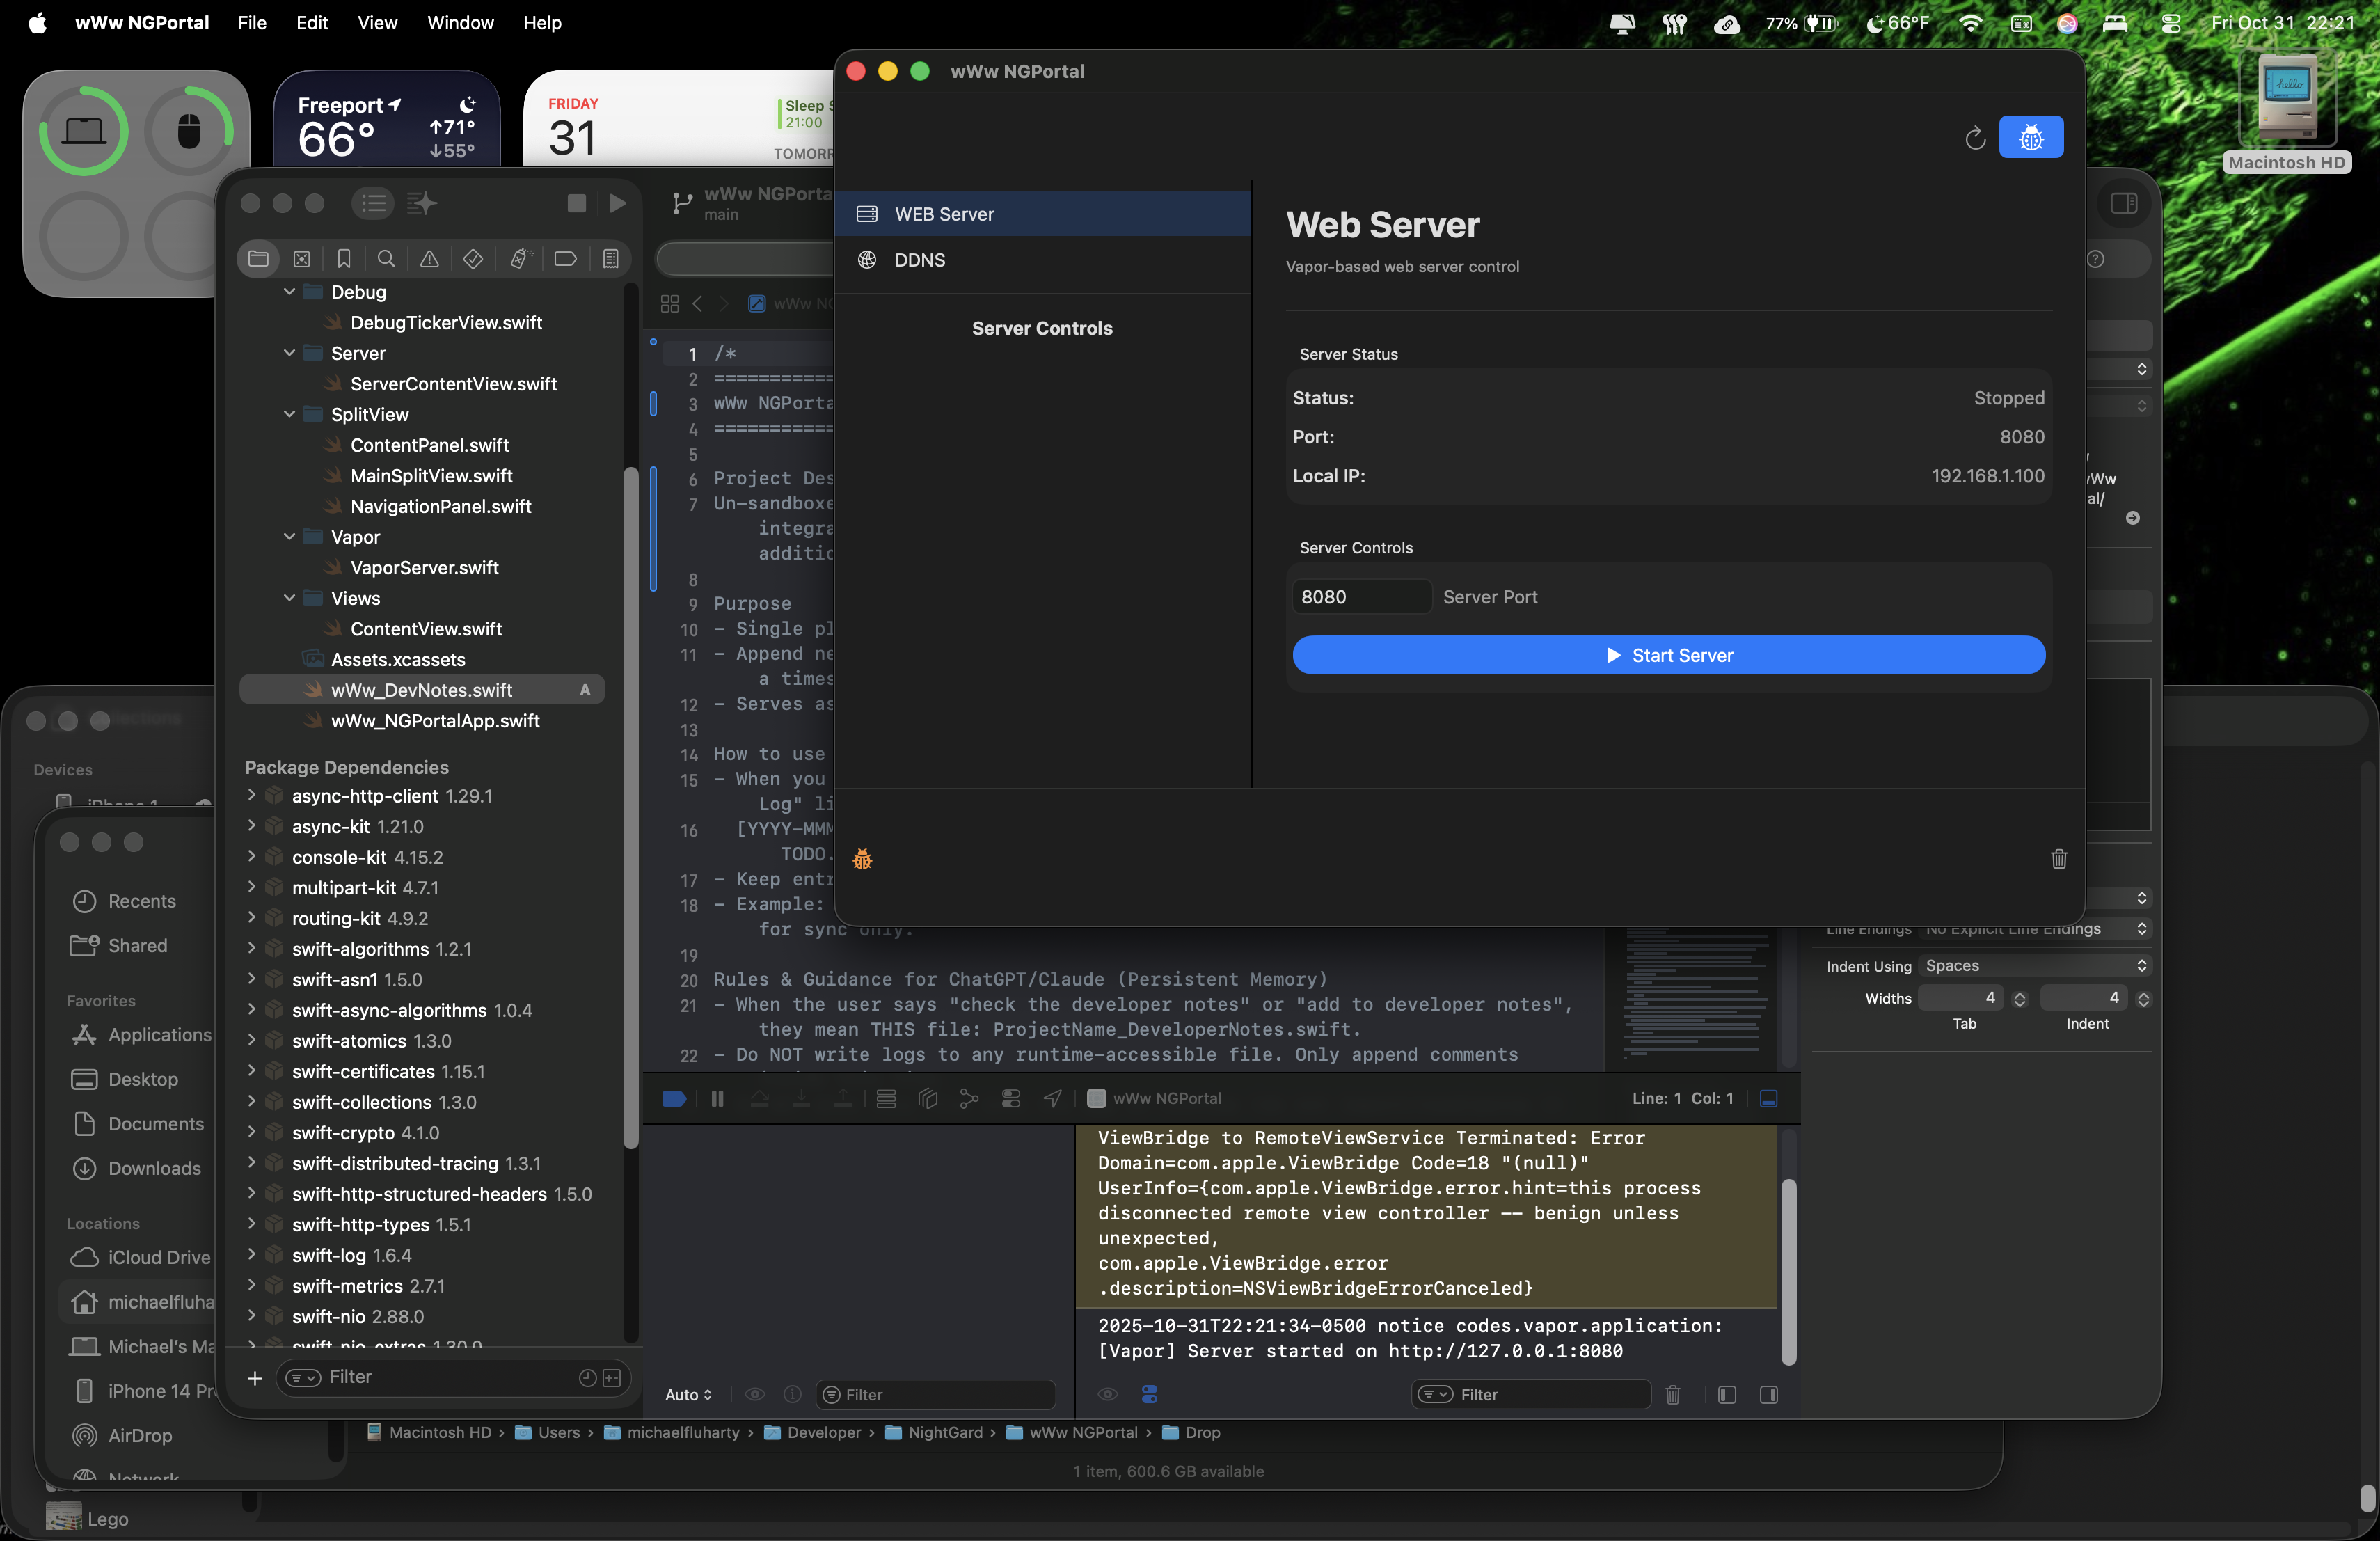 wWw NGPortal File Edit View Window Help
77% 66°F Fri Oct 31 22:21
Freeport
66°
↑71°
↓55°
FRIDAY
31
Sleep S
21:00
TOMORR
Macintosh HD
wWw NGPortal
WEB Server
DDNS
Server Controls
Web Server
Vapor-based web server control
Server Status
Status: Stopped
Port: 8080
Local IP: 192.168.1.100
Server Controls
8080 Server Port
Start Server
wWw NGPorta
main
Debug
DebugTickerView.swift
Server
ServerContentView.swift
SplitView
ContentPanel.swift
MainSplitView.swift
NavigationPanel.swift
Vapor
VaporServer.swift
Views
ContentView.swift
Assets.xcassets
wWw_DevNotes.swift A
wWw_NGPortalApp.swift
Package Dependencies
async-http-client 1.29.1
async-kit 1.21.0
console-kit 4.15.2
multipart-kit 4.7.1
routing-kit 4.9.2
swift-algorithms 1.2.1
swift-asn1 1.5.0
swift-async-algorithms 1.0.4
swift-atomics 1.3.0
swift-certificates 1.15.1
swift-collections 1.3.0
swift-crypto 4.1.0
swift-distributed-tracing 1.3.1
swift-http-structured-headers 1.5.0
swift-http-types 1.5.1
swift-log 1.6.4
swift-metrics 2.7.1
swift-nio 2.88.0
swift-nio-extras 1.30.0
Filter
wWw NG
1 /*
2 ===========
3 wWw NGPorta
4 ===========
5
6 Project Des
7 Un-sandboxe
integra
additio
8
9 Purpose
10 - Single pl
11 - Append ne
a times
12 - Serves as
13
14 How to use
15 - When you
Log" li
16 [YYYY-MMM
TODO.
17 - Keep entr
18 - Example:
for sync only."
19
20 Rules & Guidance for ChatGPT/Claude (Persistent Memory)
21 - When the user says "check the developer notes" or "add to developer notes",
they mean THIS file: ProjectName_DeveloperNotes.swift.
22 - Do NOT write logs to any runtime-accessible file. Only append comments
wWw NGPortal
Line: 1 Col: 1
ViewBridge to RemoteViewService Terminated: Error
Domain=com.apple.ViewBridge Code=18 "(null)"
UserInfo={com.apple.ViewBridge.error.hint=this process
disconnected remote view controller -- benign unless
unexpected,
com.apple.ViewBridge.error
.description=NSViewBridgeErrorCanceled}
2025-10-31T22:21:34-0500 notice codes.vapor.application:
[Vapor] Server started on http://127.0.0.1:8080
Auto Filter
Filter
wWw
al/
Line Endings No Explicit Line Endings
Indent Using Spaces
Widths 4 4
Tab Indent
Devices
iPhone 1
Recents
Shared
Favorites
Applications
Desktop
Documents
Downloads
Locations
iCloud Drive
michaelfluha
Michael's Ma
iPhone 14 Pr
AirDrop
Network
Lego
Macintosh HD › Users › michaelfluharty › Developer › NightGard › wWw NGPortal › Drop
1 item, 600.6 GB available